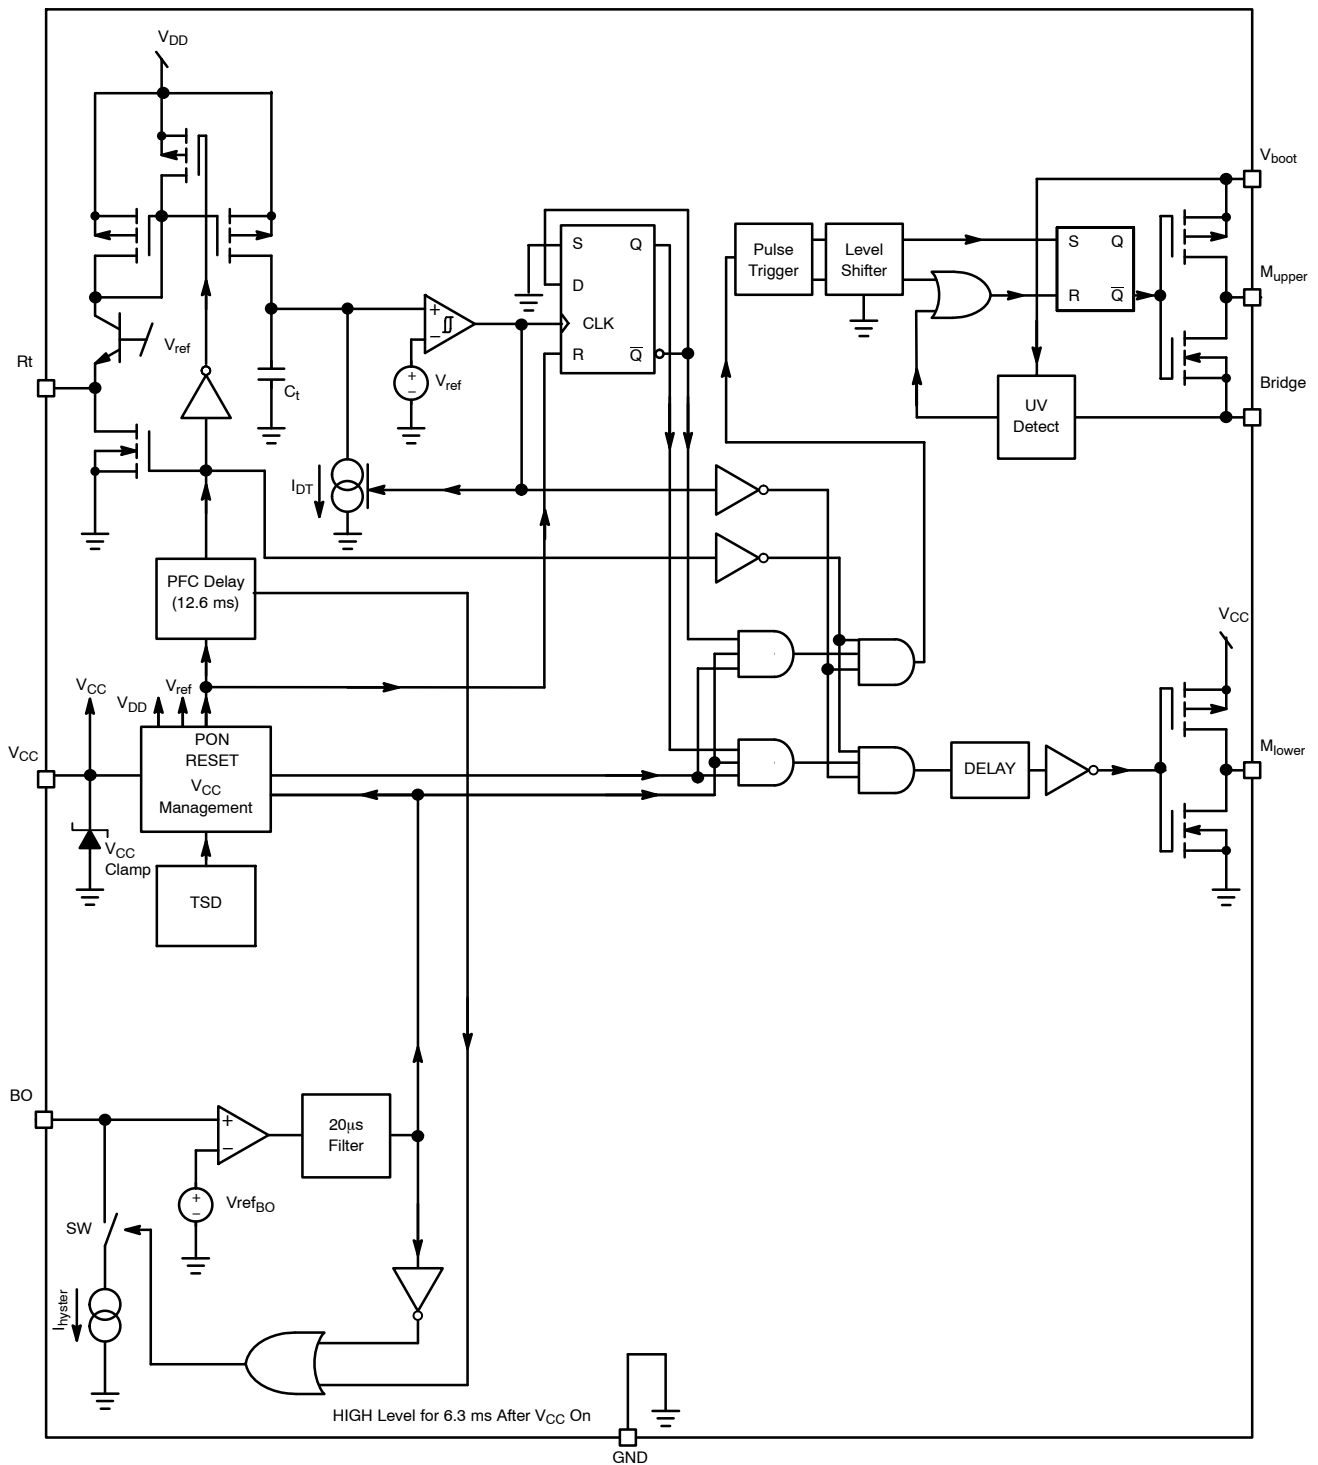 VDD
Vboot
S Q
D
CLK
R Q̅
Pulse
Trigger
Level
Shifter
S Q
R Q̅
Mupper
Vref
Rt
+
−
+
−
Vref
Ct
Bridge
UV
Detect
IDT
PFC Delay
(12.6 ms)
VCC
VCC
VDD
Vref
PON
RESET
VCC
Management
VCC
Mlower
DELAY
VCC
Clamp
TSD
BO
+
−
20μs
Filter
+
−
VrefBO
SW
Ihyster
HIGH Level for 6.3 ms After VCC On
GND